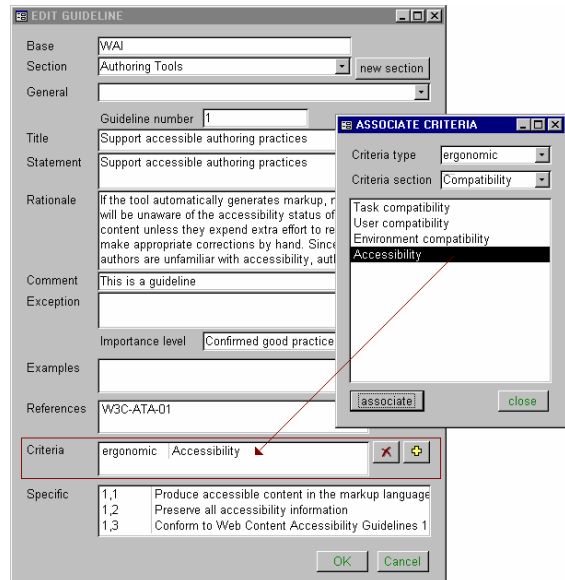 EDIT GUIDELINE
Base WAI
Section Authoring Tools new section
General
Guideline number 1
Title Support accessible authoring practices
Statement Support accessible authoring practices
Rationale If the tool automatically generates markup,
will be unaware of the accessibility status of
content unless they expend extra effort to re
make appropriate corrections by hand. Since
authors are unfamiliar with accessibility, aut
Comment This is a guideline
Exception
Importance level Confirmed good practice
Examples
References W3C-ATA-01
Criteria ergonomic Accessibility
Specific 1,1 Produce accessible content in the markup language
1,2 Preserve all accessibility information
1,3 Conform to Web Content Accessibility Guidelines 1
OK Cancel
ASSOCIATE CRITERIA
Criteria type ergonomic
Criteria section Compatibility
Task compatibility
User compatibility
Environment compatibility
Accessibility
associate close